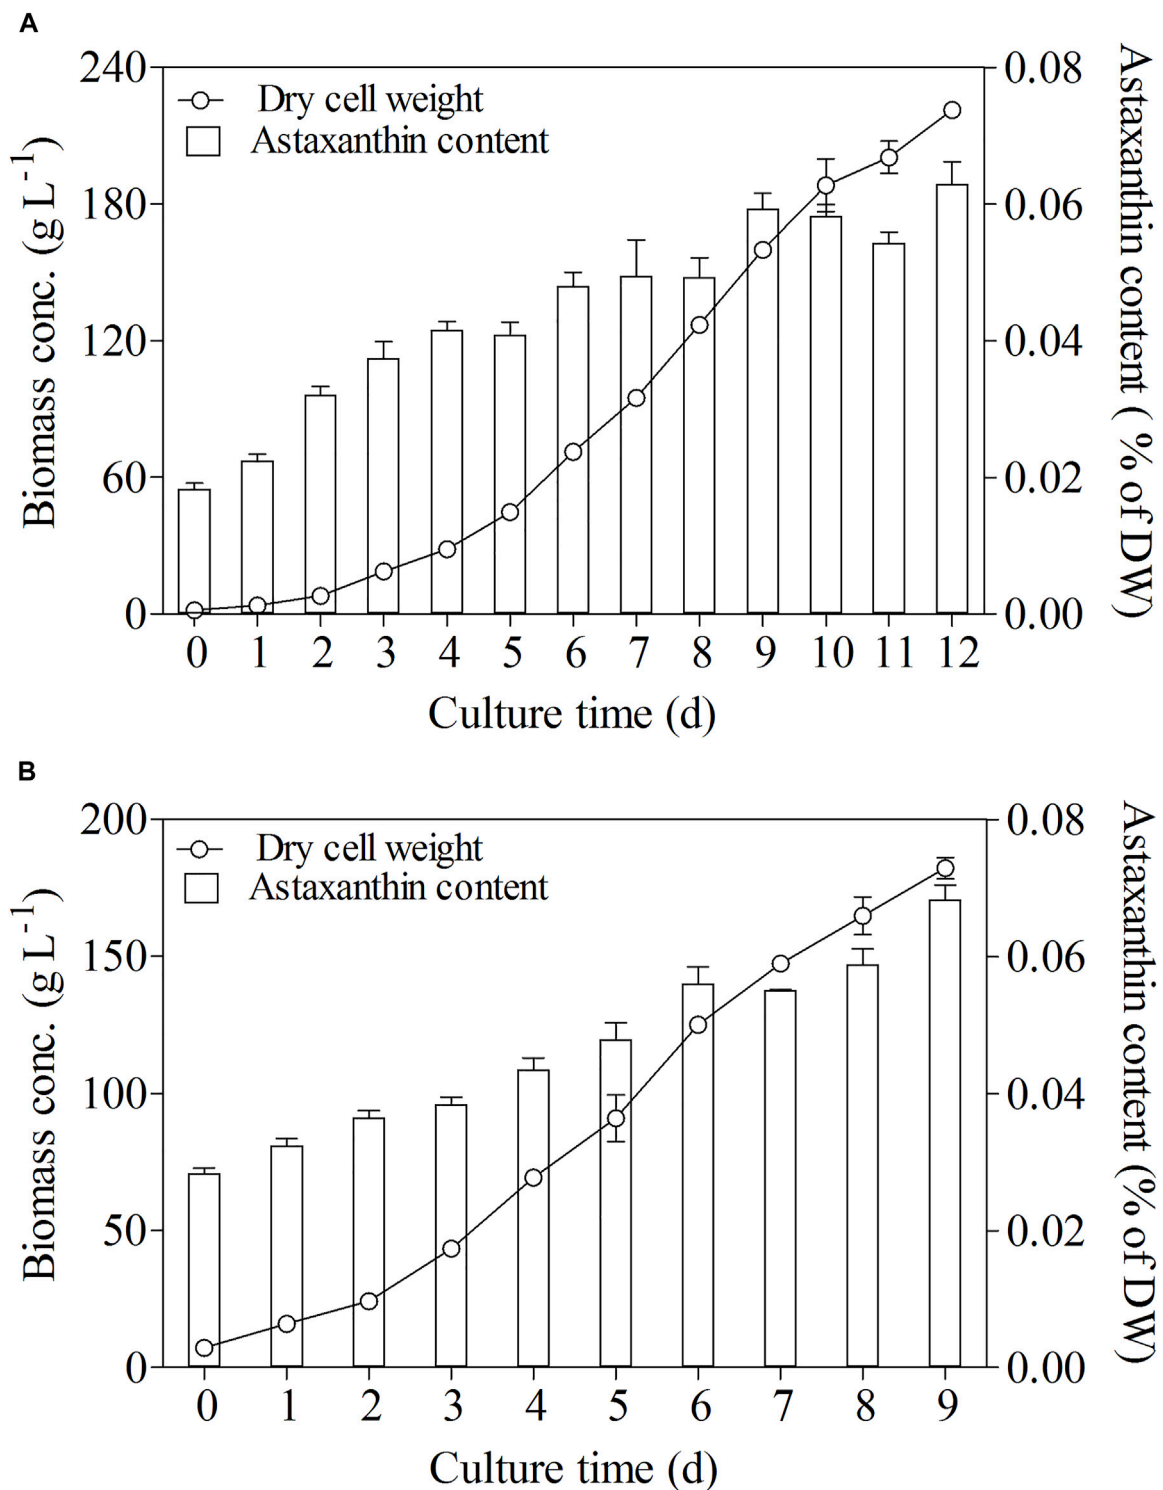 A
240
180
120
60
0
Biomass conc. (g L-1)
Dry cell weight
Astaxanthin content
0.08
0.06
0.04
0.02
0.00
Astaxanthin content ( % of DW)
0 1 2 3 4 5 6 7 8 9 10 11 12
Culture time (d)
B
200
150
100
50
0
Biomass conc. (g L-1)
Dry cell weight
Astaxanthin content
0.08
0.06
0.04
0.02
0.00
Astaxanthin content (% of DW)
0 1 2 3 4 5 6 7 8 9
Culture time (d)